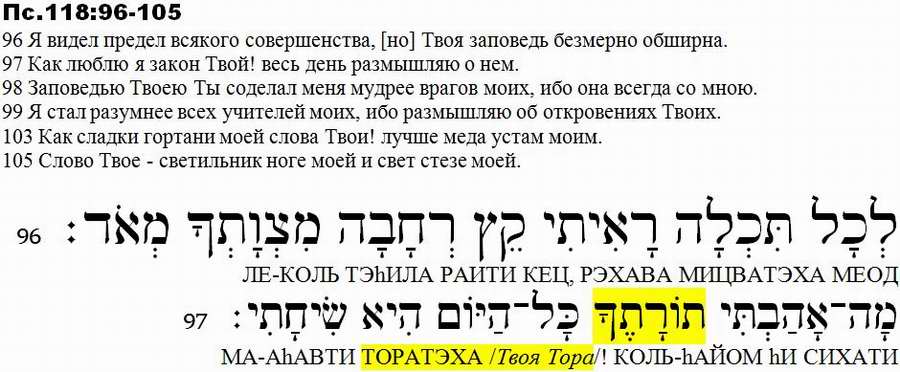 Пс.118:96-105
96 Я видел предел всякого совершенства, [но] Твоя заповедь безмерно обширна.
97 Как люблю я закон Твой! весь день размышляю о нем.
98 Заповедью Твоею Ты соделал меня мудрее врагов моих, ибо она всегда со мною.
99 Я стал разумнее всех учителей моих, ибо размышляю об откровениях Твоих.
103 Как сладки гортани моей слова Твои! лучше меда устам моим.
105 Слово Твое - светильник ноге моей и свет стезе моей.
96 לְכָל תִּכְלָה רָאִיתִי קֵץ רְחָבָה מִצְוָתְךָ מְאֹד׃
ЛЕ-КОЛЬ ТЭhИЛА РАИТИ КЕЦ, РЭХАВА МИЦВАТЭХА МЕОД
97 מָה־אָהַבְתִּי תוֹרָתֶךָ כָּל־הַיּוֹם הִיא שִׂיחָתִי׃
МА-АhАВТИ ТОРАТЭХА /Твоя Тора/! КОЛЬ-hАЙОМ hИ СИХАТИ